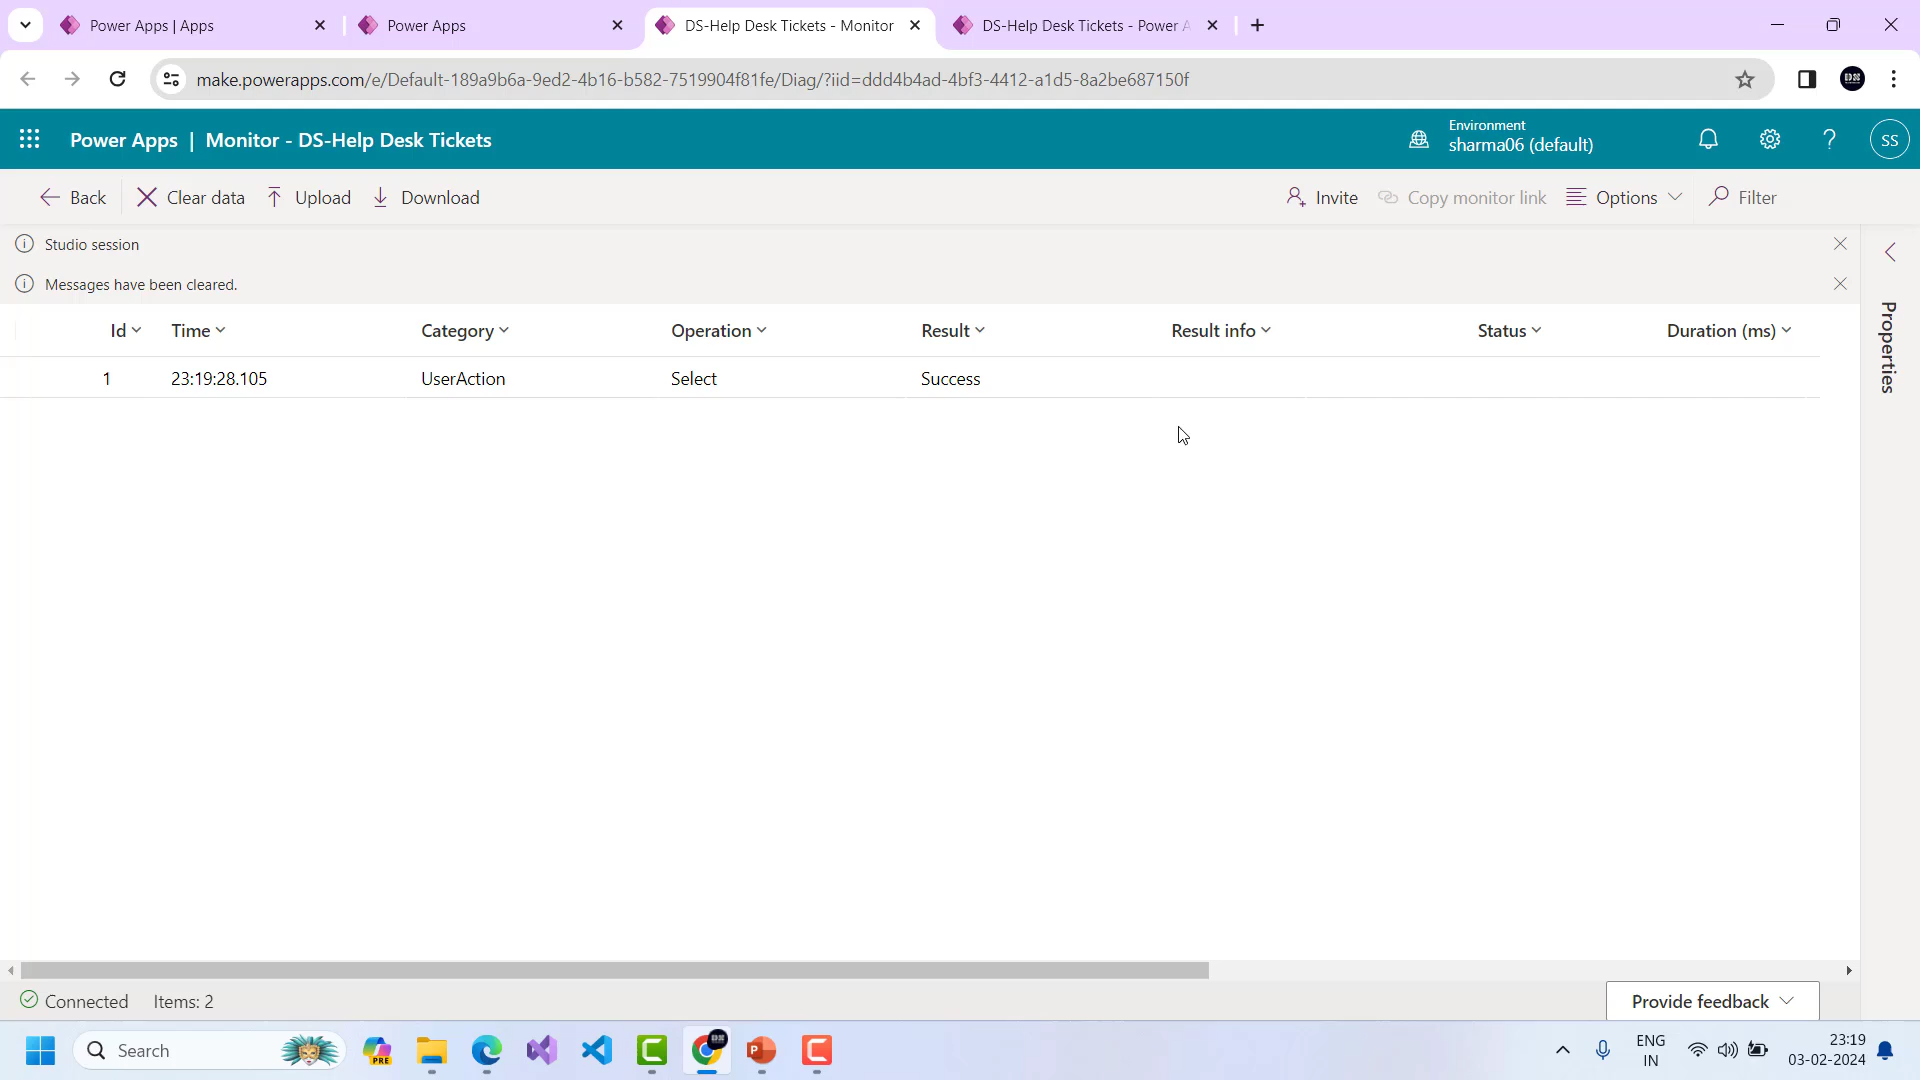 Power Apps | Apps
Power Apps
DS-Help Desk Tickets - Monitor
DS-Help Desk Tickets - Power A
make.powerapps.com/e/Default-189a9b6a-9ed2-4b16-b582-7519904f81fe/Diag/?iid=ddd4b4ad-4bf3-4412-a1d5-8a2be687150f
Power Apps | Monitor - DS-Help Desk Tickets
Environment
sharma06 (default)
SS
Back
Clear data
Upload
Download
Invite
Copy monitor link
Options
Filter
Studio session
Messages have been cleared.
Id Time Category Operation Result Result info Status Duration (ms)
1 23:19:28.105 UserAction Select Success
Properties
Connected Items: 2
Provide feedback
Search
PRE
ENG
IN
23:19
03-02-2024